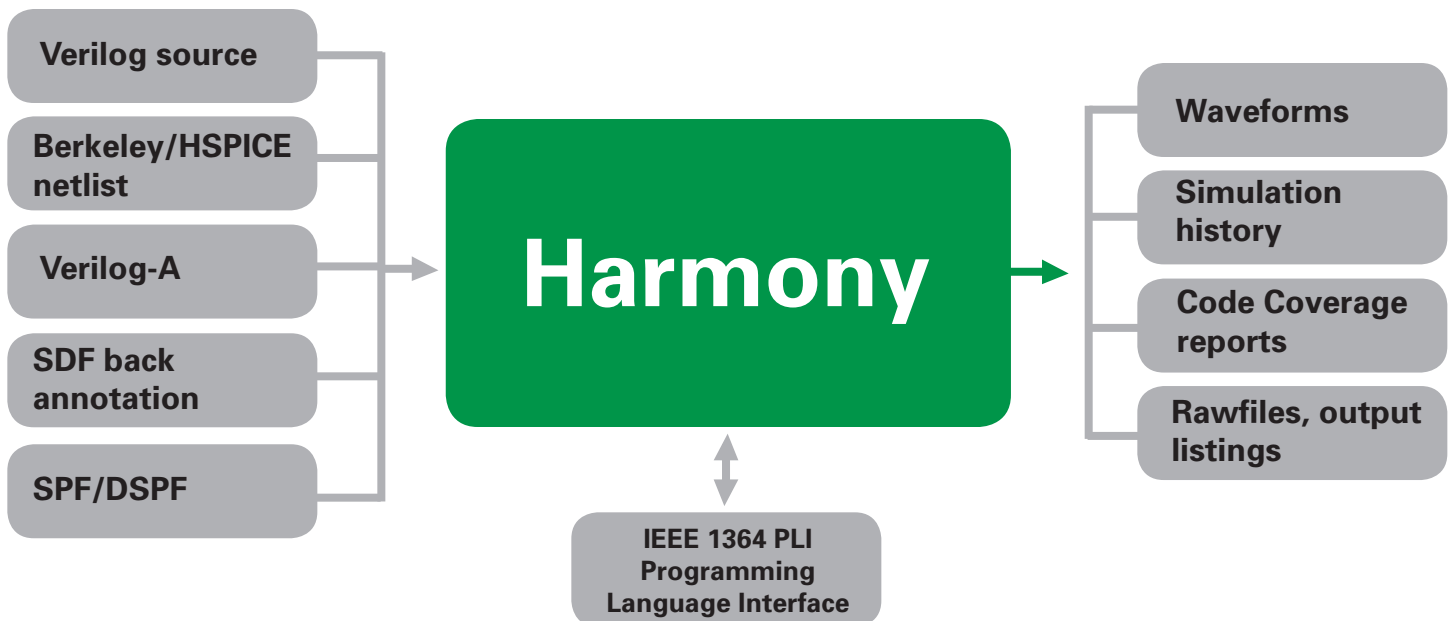 Verilog source
Berkeley/HSPICE
netlist
Verilog-A
SDF back
annotation
SPF/DSPF
Harmony
IEEE 1364 PLI
Programming
Language Interface
Waveforms
Simulation
history
Code Coverage
reports
Rawfiles, output
listings